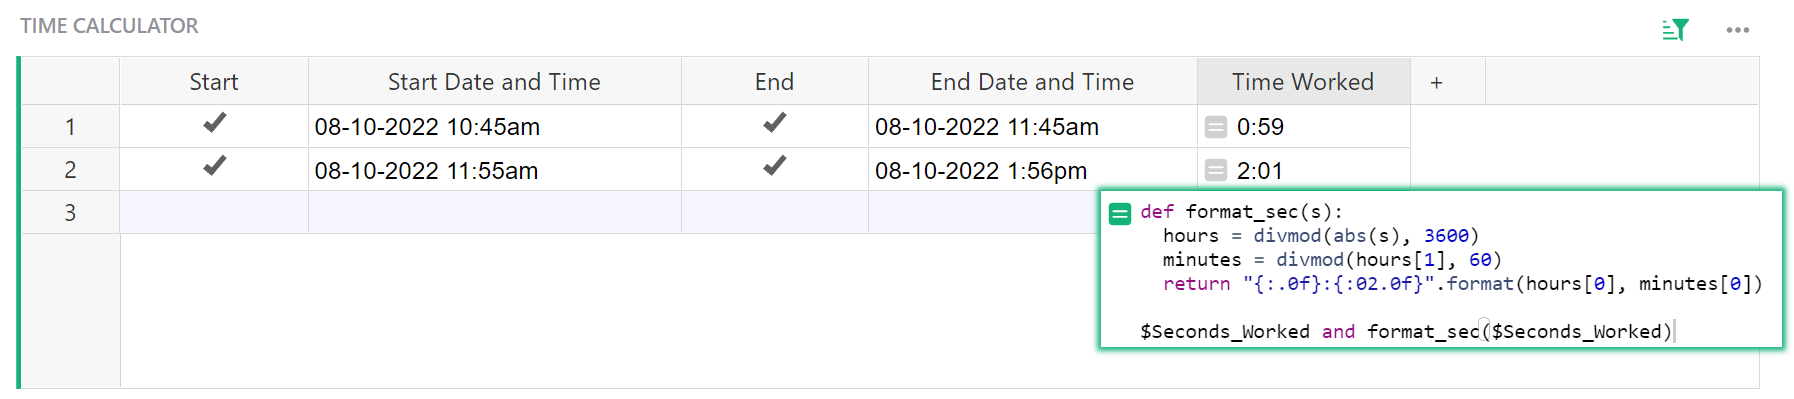 TIME CALCULATOR
Start Start Date and Time End End Date and Time Time Worked +
1 08-10-2022 10:45am 08-10-2022 11:45am 0:59
2 08-10-2022 11:55am 08-10-2022 1:56pm 2:01
3
def format_sec(s):
  hours = divmod(abs(s), 3600)
  minutes = divmod(hours[1], 60)
  return "{:.0f}:{:02.0f}".format(hours[0], minutes[0])
$Seconds_Worked and format_sec($Seconds_Worked)